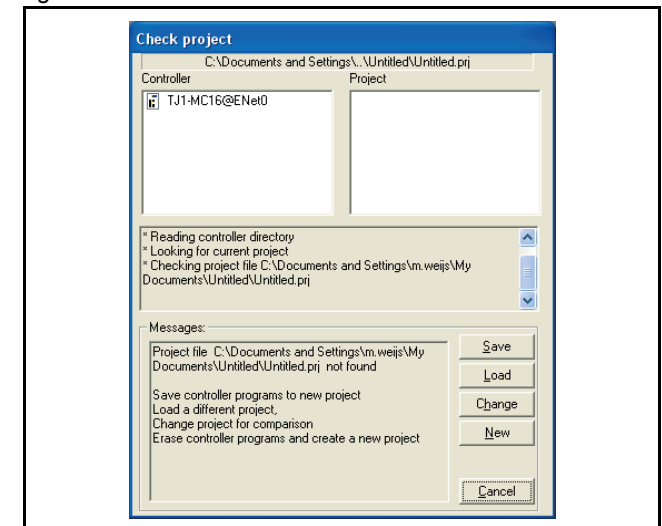 Check project
C:\Documents and Settings\..\Untitled\Untitled.prj
Controller
Project
TJ1-MC16@ENet0
* Reading controller directory
* Looking for current project
* Checking project file C:\Documents and Settings\m.weijs\My
Documents\Untitled\Untitled.prj
Messages:
Project file C:\Documents and Settings\m.weijs\My
Documents\Untitled\Untitled.prj not found
Save controller programs to new project
Load a different project,
Change project for comparison
Erase controller programs and create a new project
Save
Load
Change
New
Cancel